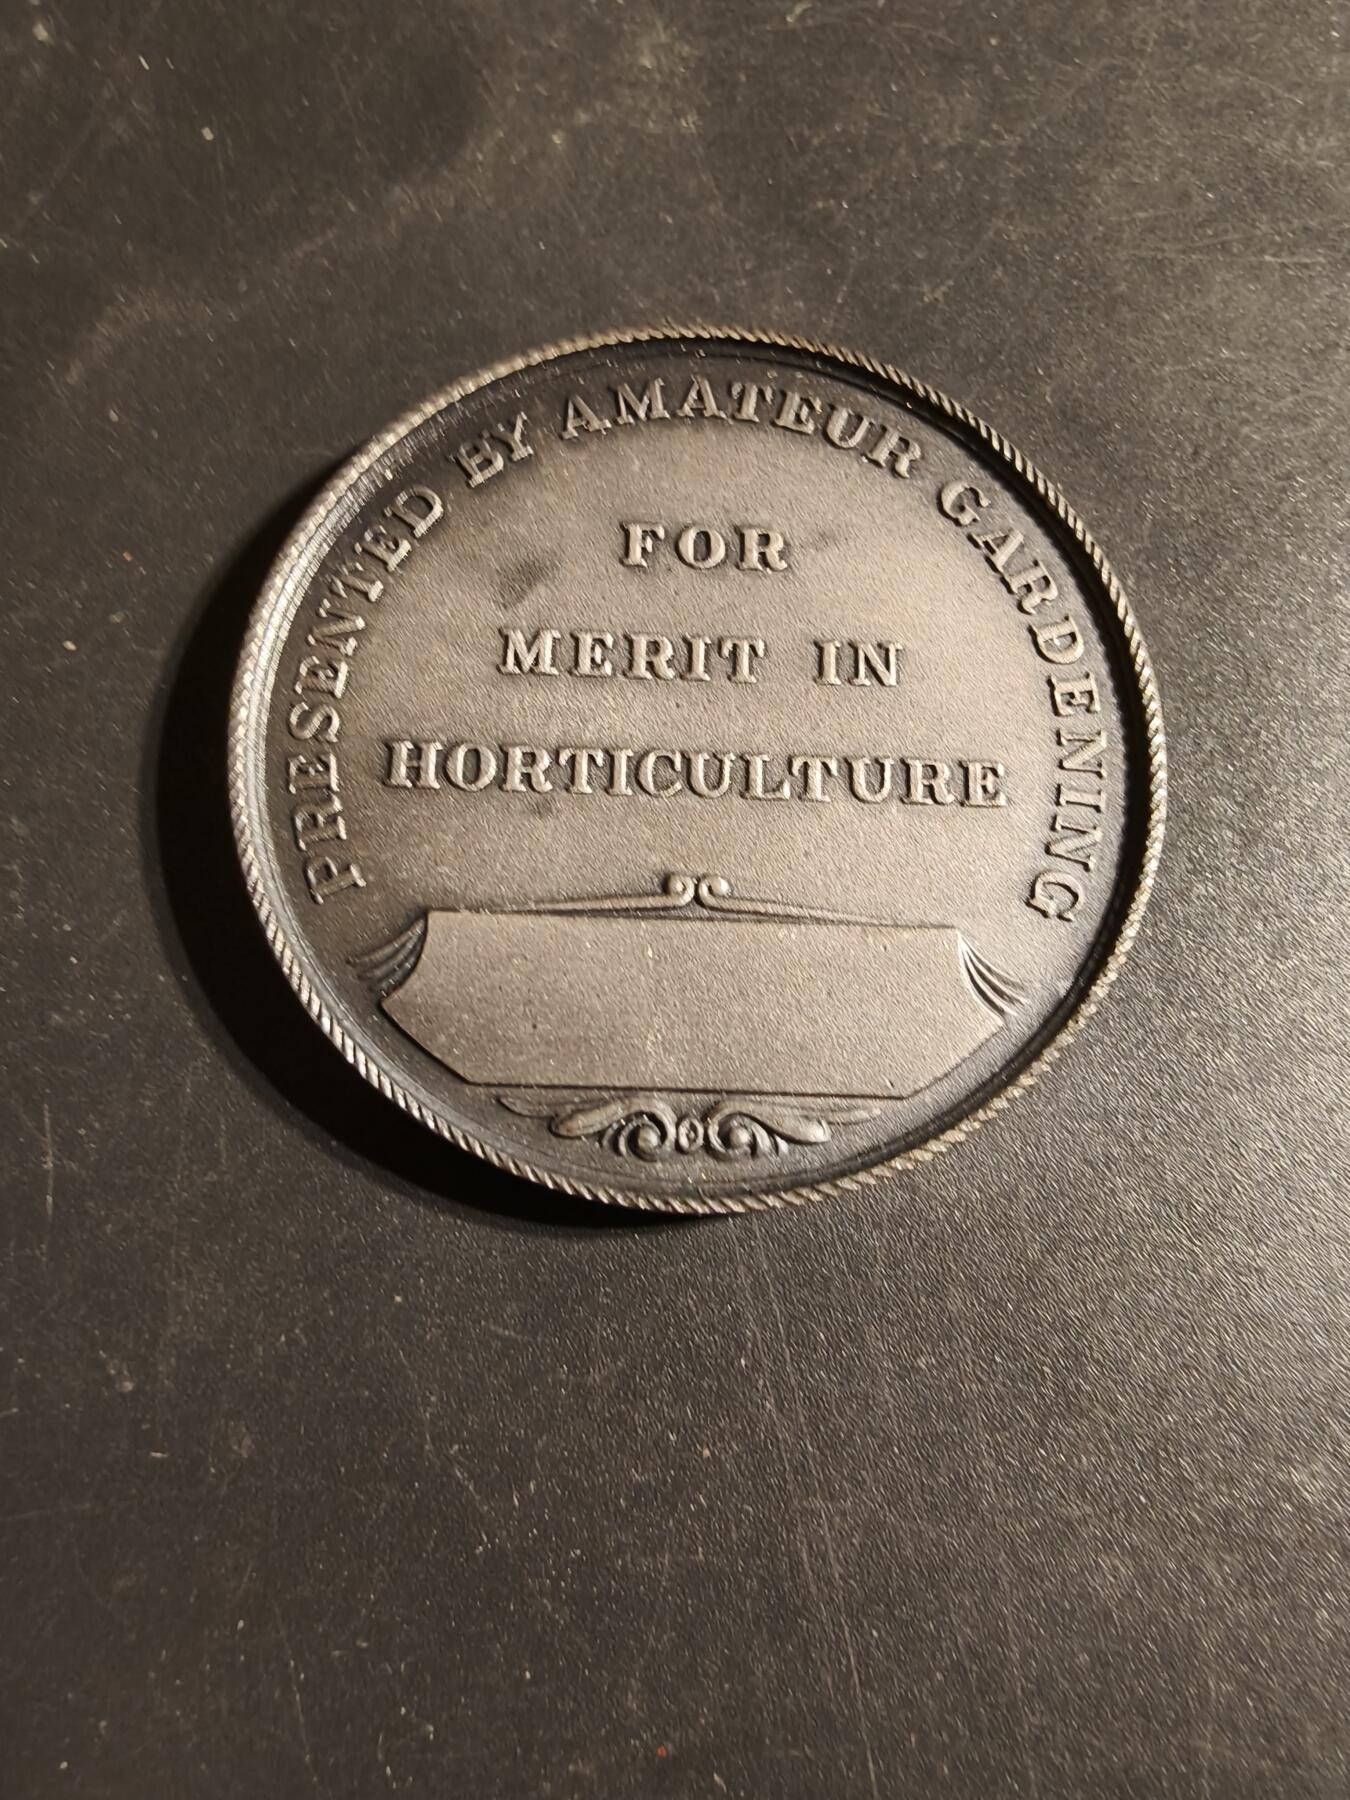 PRESENTED BY AMATEUR GARDENING
FOR
MERIT IN
HORTICULTURE